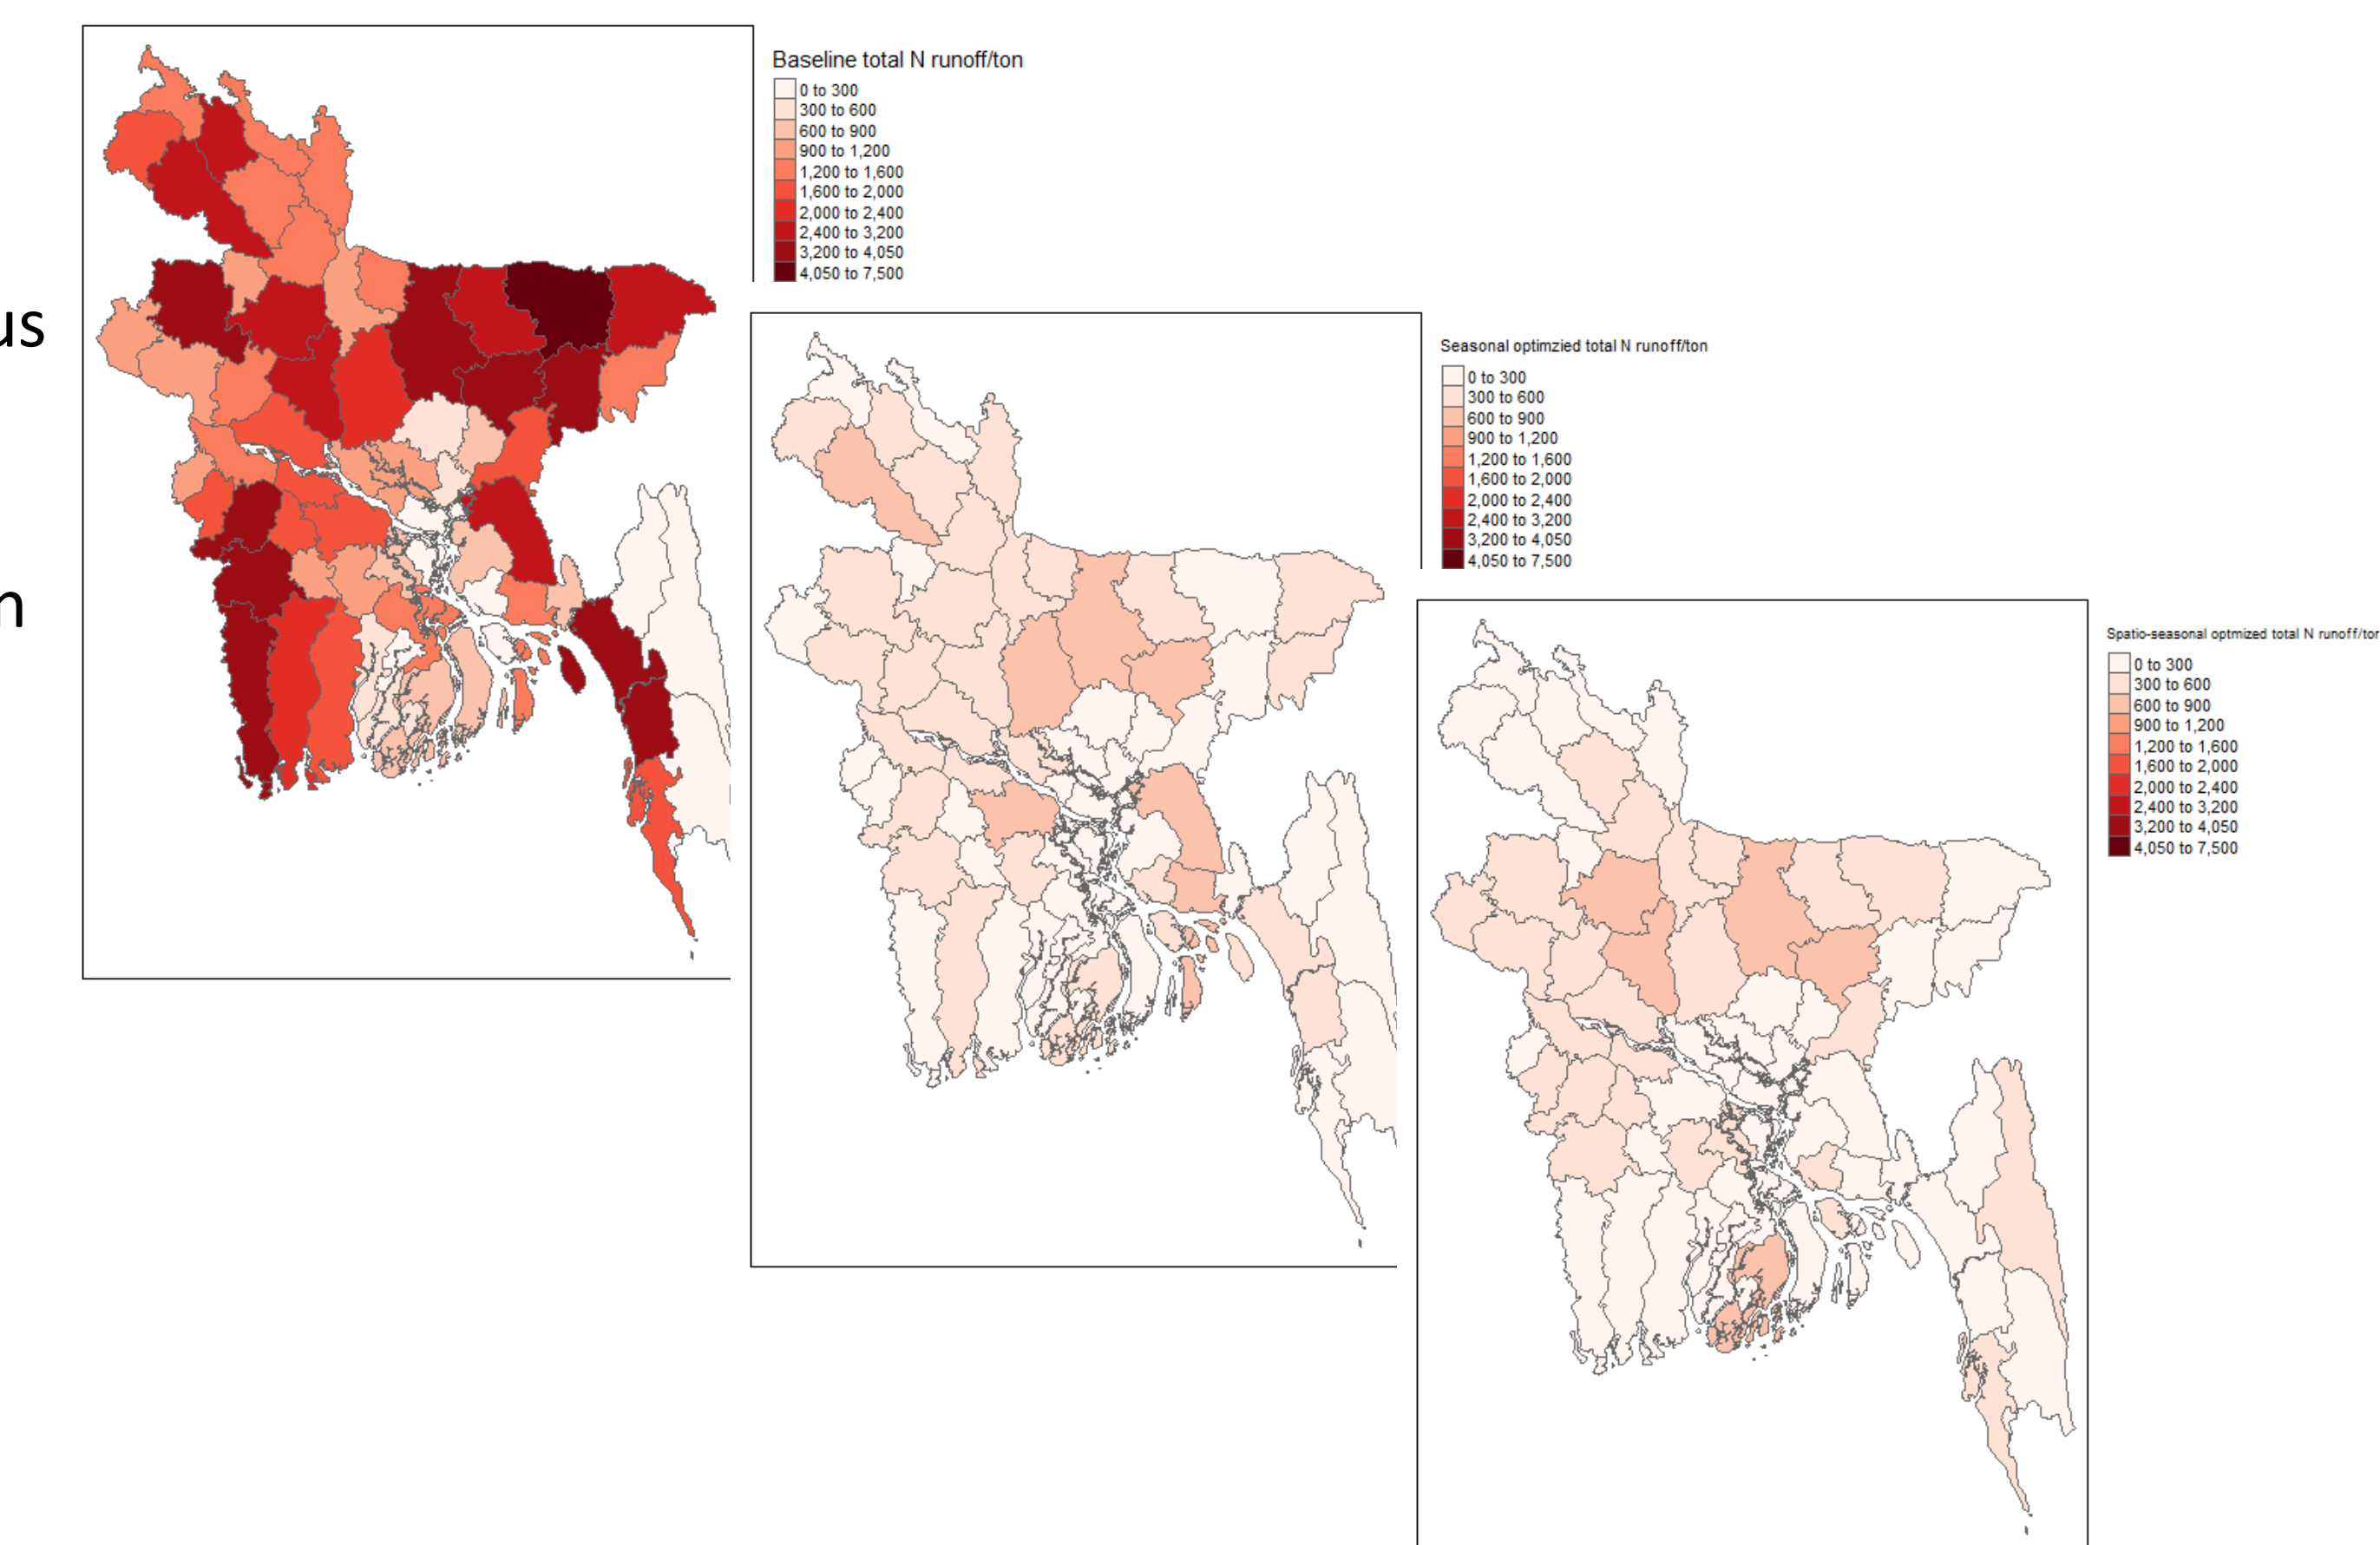 us
n
Baseline total N runoff/ton
0 to 300
300 to 600
600 to 900
900 to 1,200
1,200 to 1,600
1,600 to 2,000
2,000 to 2,400
2,400 to 3,200
3,200 to 4,050
4,050 to 7,500
Seasonal optimzied total N runoff/ton
0 to 300
300 to 600
600 to 900
900 to 1,200
1,200 to 1,600
1,600 to 2,000
2,000 to 2,400
2,400 to 3,200
3,200 to 4,050
4,050 to 7,500
Spatio-seasonal optmized total N runoff/ton
0 to 300
300 to 600
600 to 900
900 to 1,200
1,200 to 1,600
1,600 to 2,000
2,000 to 2,400
2,400 to 3,200
3,200 to 4,050
4,050 to 7,500